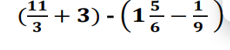 (11/3 + 3) - (1 5/6 − 1/9)